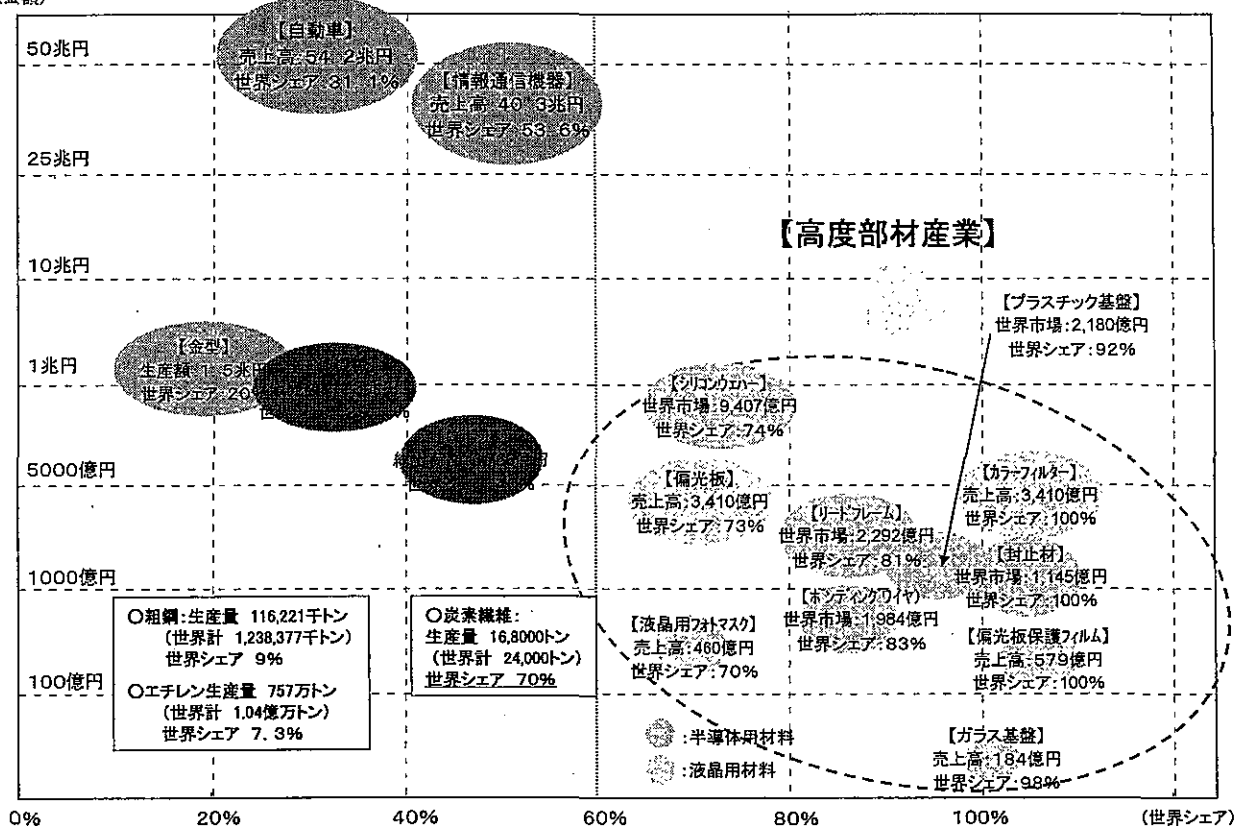 50兆円
25兆円
10兆円
1兆円
5000億円
1000億円
100億円
【自動車】
売上高:54.2兆円
世界シェア:31.1%
【情報通信機器】
売上高:40.3兆円
世界シェア:53.6%
【高度部材産業】
【金型】
生産額:1.5兆円
世界シェア:20
【プラスチック基盤】
世界市場:2,180億円
世界シェア:92%
【シリコンウェハー】
世界市場:9,407億円
世界シェア:74%
【偏光板】
売上高:3,410億円
世界シェア:73%
【リードフレーム】
世界市場:2,292億円
世界シェア:81%
【カラーフィルター】
売上高:3,410億円
世界シェア:100%
【封止材】
世界市場:1,145億円
世界シェア:100%
【ボンディングワイヤ】
世界市場:1,984億円
世界シェア:83%
【液晶用フォトマスク】
売上高:460億円
世界シェア:70%
【偏光板保護フィルム】
売上高:579億円
世界シェア:100%
【ガラス基盤】
売上高:184億円
世界シェア:98%
○粗鋼:生産量 116,221千トン
(世界計 1,238,377千トン)
世界シェア 9%
○エチレン生産量 757万トン
(世界計 1.04億万トン)
世界シェア 7.3%
○炭素繊維:
生産量 16,8000トン
(世界計 24,000トン)
世界シェア 70%
:半導体用材料
:液晶用材料
0%
20%
40%
60%
80%
100%
(世界シェア)